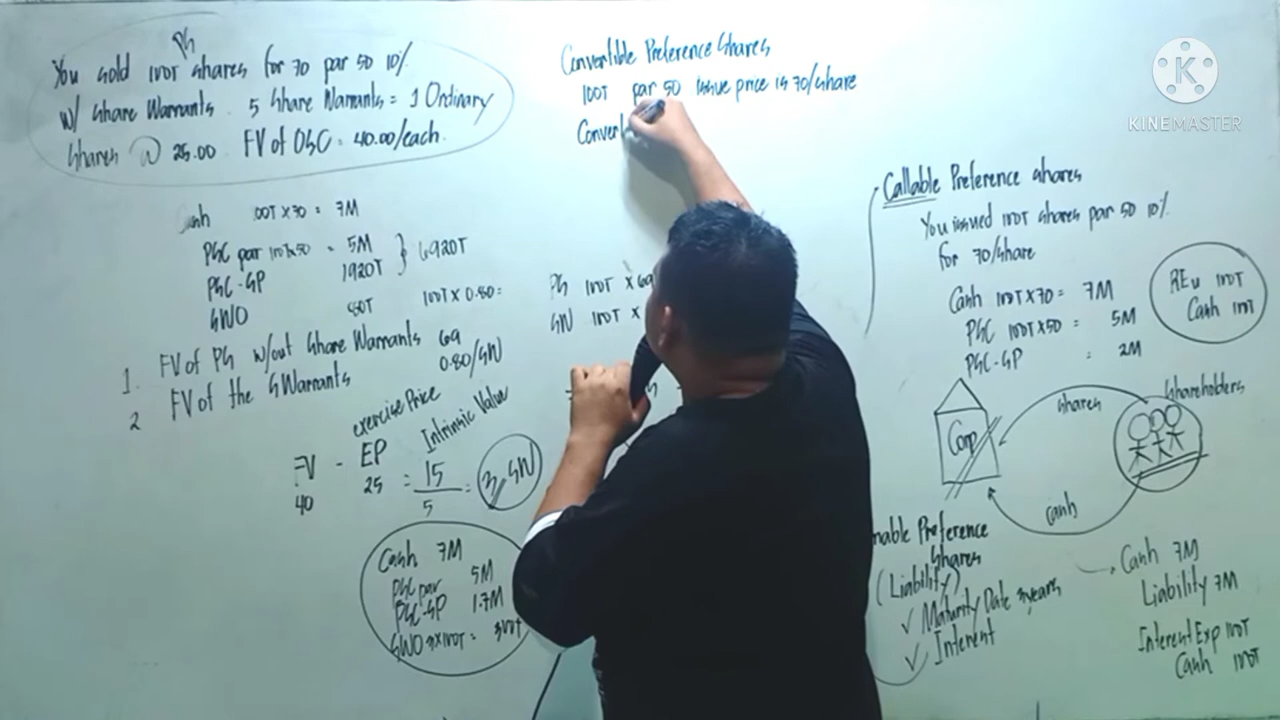 PS
You sold 100T shares for 70 par 50 10%
w/ Share Warrants. 5 Share Warrants = 1 Ordinary
Shares @ 25.00 FV of OSC = 40.00/each.
Cash 100T x 70 = 7M
PSC par 100T x 50 = 5M
PSC-SP 1920T } 6920T
SWO 80T 100T x 0.80 =
PS 100T x 69
SW 100T x
1. FV of PS w/out Share Warrants 69
2 FV of the SWarrants 0.80/SW
exercise Price
Intrinsic Value
FV - EP
40 25 = 15
5
= 3/SW
Cash 7M
PSC par 5M
PSC-SP 1.7M
SWO 3x100T = 300T
Convertible Preference Shares
100T par 50 issue price is 70/share
Convert
KINEMASTER
Callable Preference shares
You issued 100T shares par 50 10%
for 70/share
Cash 100T x 70 = 7M
PSC 100T x 50 = 5M
PSC-SP : 2M
REu 100T
Cash 100T
Corp
shares
shareholders
cash
mable Preference
Shares
(Liability)
✓ Maturity Date 3years
✓ Interest
Cash 7M
Liability 7M
Interest Exp 100T
Cash 100T